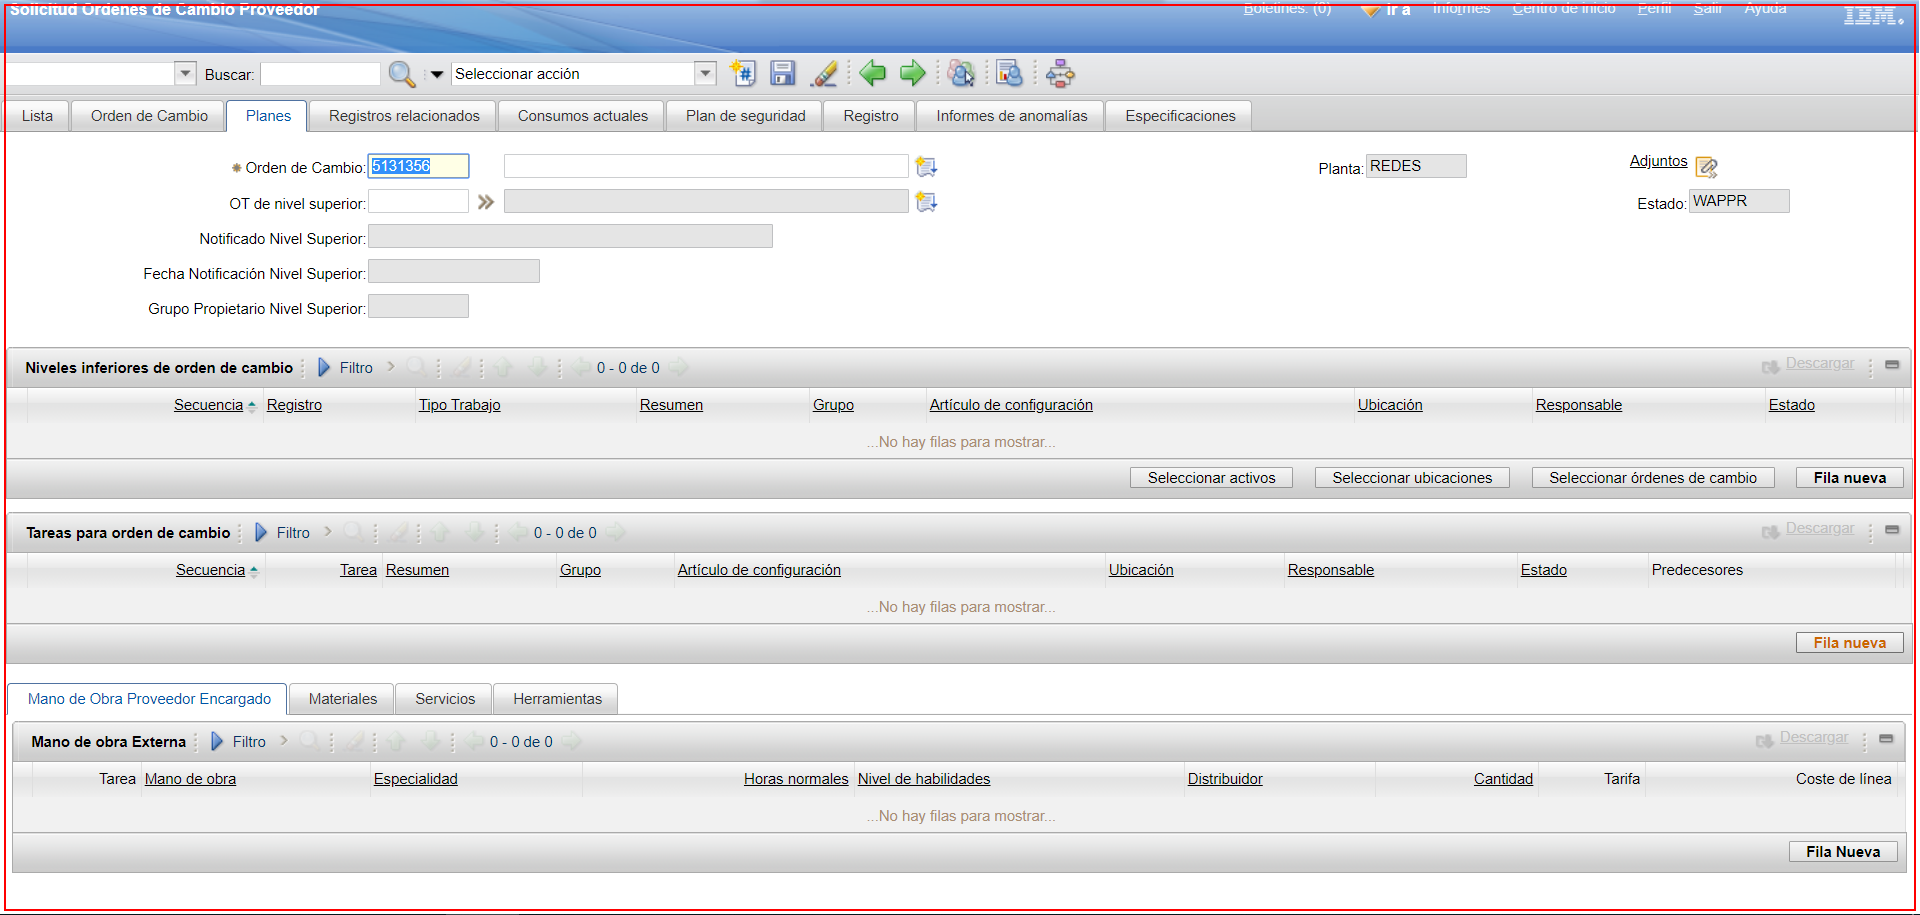 Solicitud Ordenes de Cambio Proveedor
Boletines: (0) Ir a Informes Centro de Inicio Perfil Salir Ayuda IBM.
Buscar: Seleccionar acción
Lista Orden de Cambio Planes Registros relacionados Consumos actuales Plan de seguridad Registro Informes de anomalías Especificaciones
Orden de Cambio: 5131356 Planta: REDES Adjuntos
OT de nivel superior: Estado: WAPPR
Notificado Nivel Superior:
Fecha Notificación Nivel Superior:
Grupo Propietario Nivel Superior:
Niveles inferiores de orden de cambio Filtro 0 - 0 de 0 Descargar
Secuencia Registro Tipo Trabajo Resumen Grupo Artículo de configuración Ubicación Responsable Estado
...No hay filas para mostrar...
Seleccionar activos Seleccionar ubicaciones Seleccionar órdenes de cambio Fila nueva
Tareas para orden de cambio Filtro 0 - 0 de 0 Descargar
Secuencia Tarea Resumen Grupo Artículo de configuración Ubicación Responsable Estado Predecesores
...No hay filas para mostrar...
Fila nueva
Mano de Obra Proveedor Encargado Materiales Servicios Herramientas
Mano de obra Externa Filtro 0 - 0 de 0 Descargar
Tarea Mano de obra Especialidad Horas normales Nivel de habilidades Distribuidor Cantidad Tarifa Coste de línea
...No hay filas para mostrar...
Fila Nueva